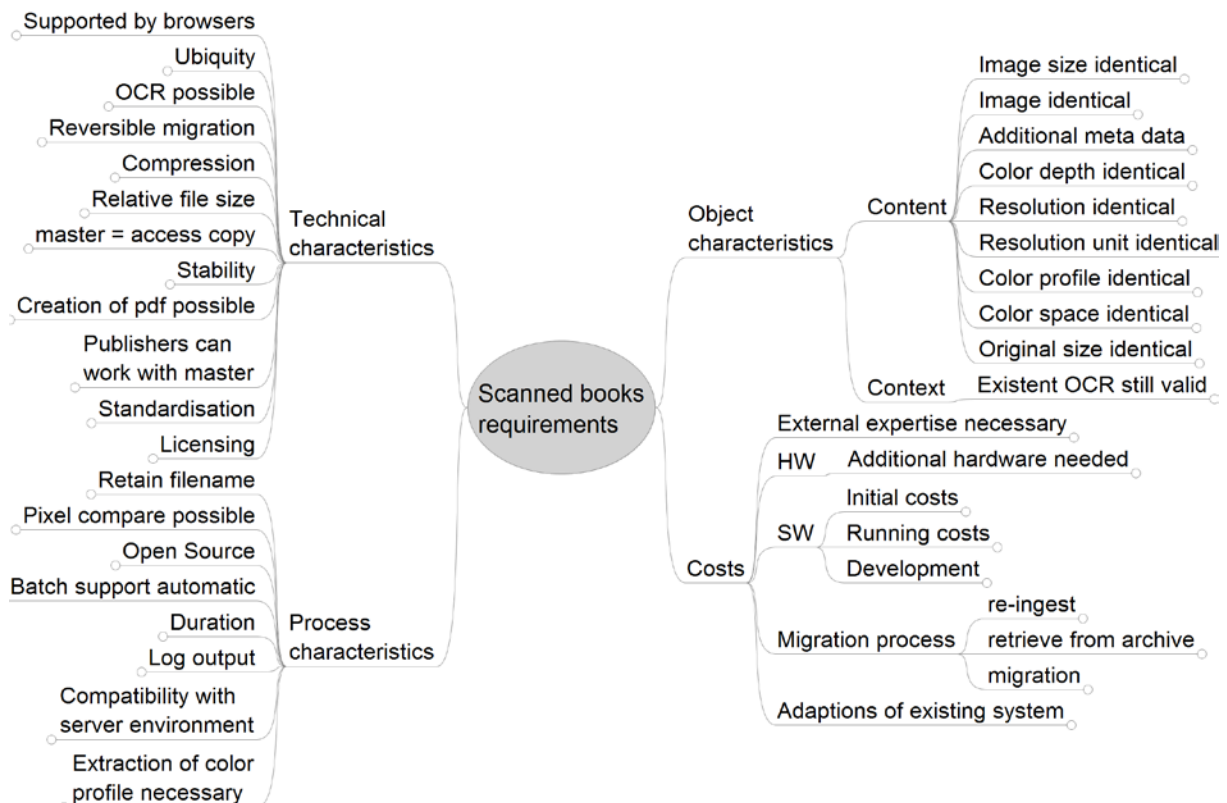 Supported by browsers
Ubiquity
OCR possible
Reversible migration
Compression
Relative file size
master = access copy
Stability
Creation of pdf possible
Publishers can
work with master
Standardisation
Licensing
Technical
characteristics
Retain filename
Pixel compare possible
Open Source
Batch support automatic
Duration
Log output
Compatibility with
server environment
Extraction of color
profile necessary
Process
characteristics
Scanned books
requirements
Object
characteristics
Content
Image size identical
Image identical
Additional meta data
Color depth identical
Resolution identical
Resolution unit identical
Color profile identical
Color space identical
Original size identical
Context
Existent OCR still valid
Costs
External expertise necessary
HW
Additional hardware needed
SW
Initial costs
Running costs
Development
Migration process
re-ingest
retrieve from archive
migration
Adaptions of existing system